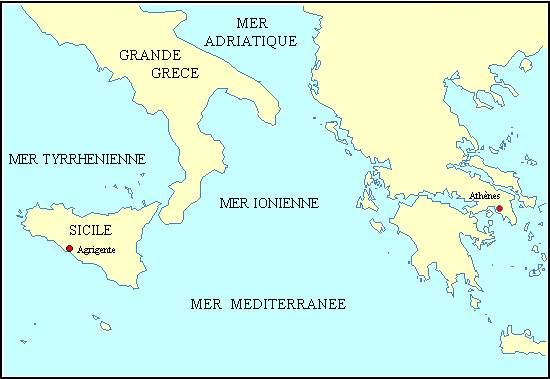 MER
ADRIATIQUE
GRANDE
GRECE
MER TYRRHENIENNE
Athènes
MER IONIENNE
SICILE
Agrigente
MER MEDITERRANEE